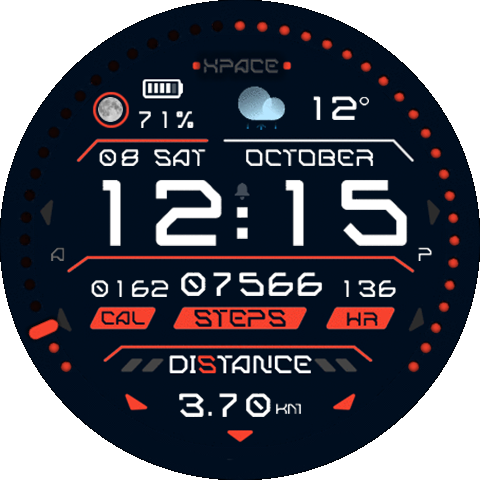 XPACE
71%
12°
08 SAT OCTOBER
12:15
A P
0162 07566 136
CAL STEPS HR
DISTANCE
3.70 KM